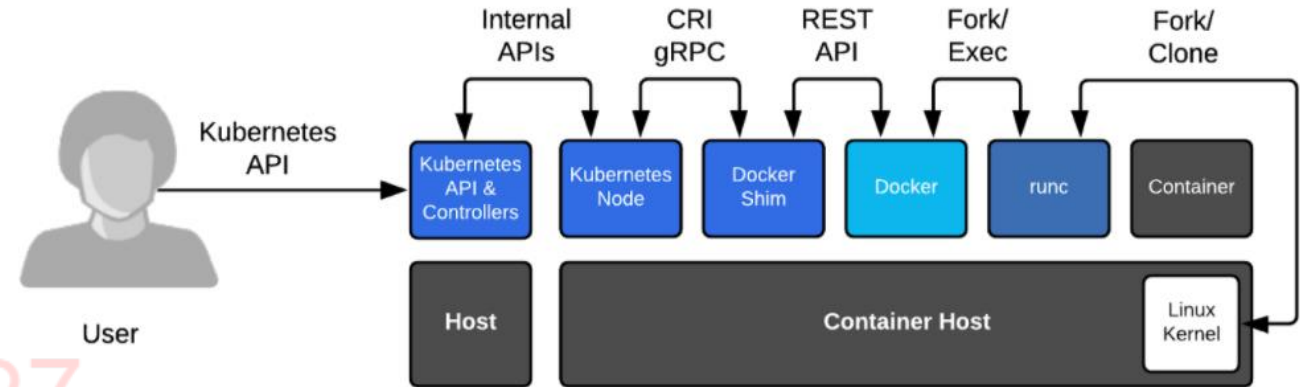 Internal
APIs
CRI
gRPC
REST
API
Fork/
Exec
Fork/
Clone
Kubernetes
API
Kubernetes
API &
Controllers
Kubernetes
Node
Docker
Shim
Docker
runc
Container
User
Host
Container Host
Linux
Kernel